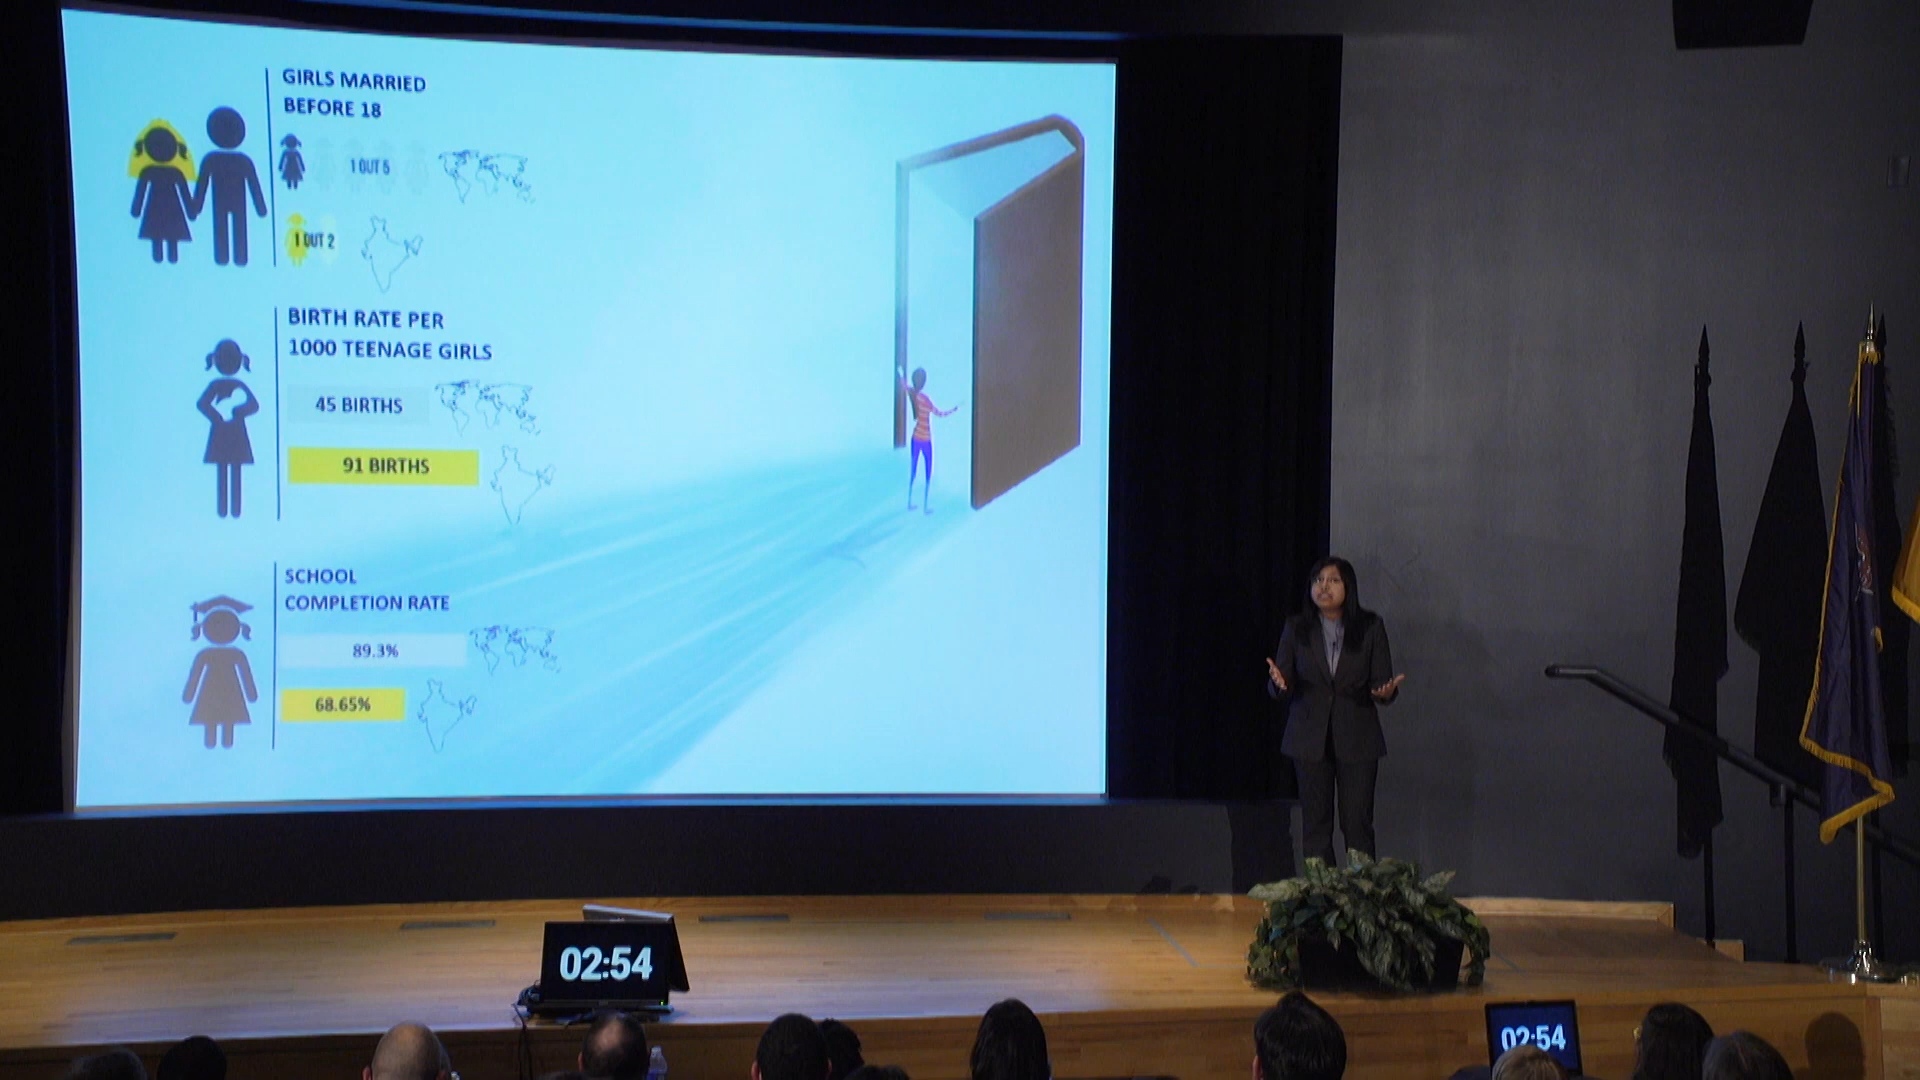 GIRLS MARRIED
BEFORE 18
1 OUT 5
1 OUT 2
BIRTH RATE PER
1000 TEENAGE GIRLS
45 BIRTHS
91 BIRTHS
SCHOOL
COMPLETION RATE
89.3%
68.65%
02:54
02:54